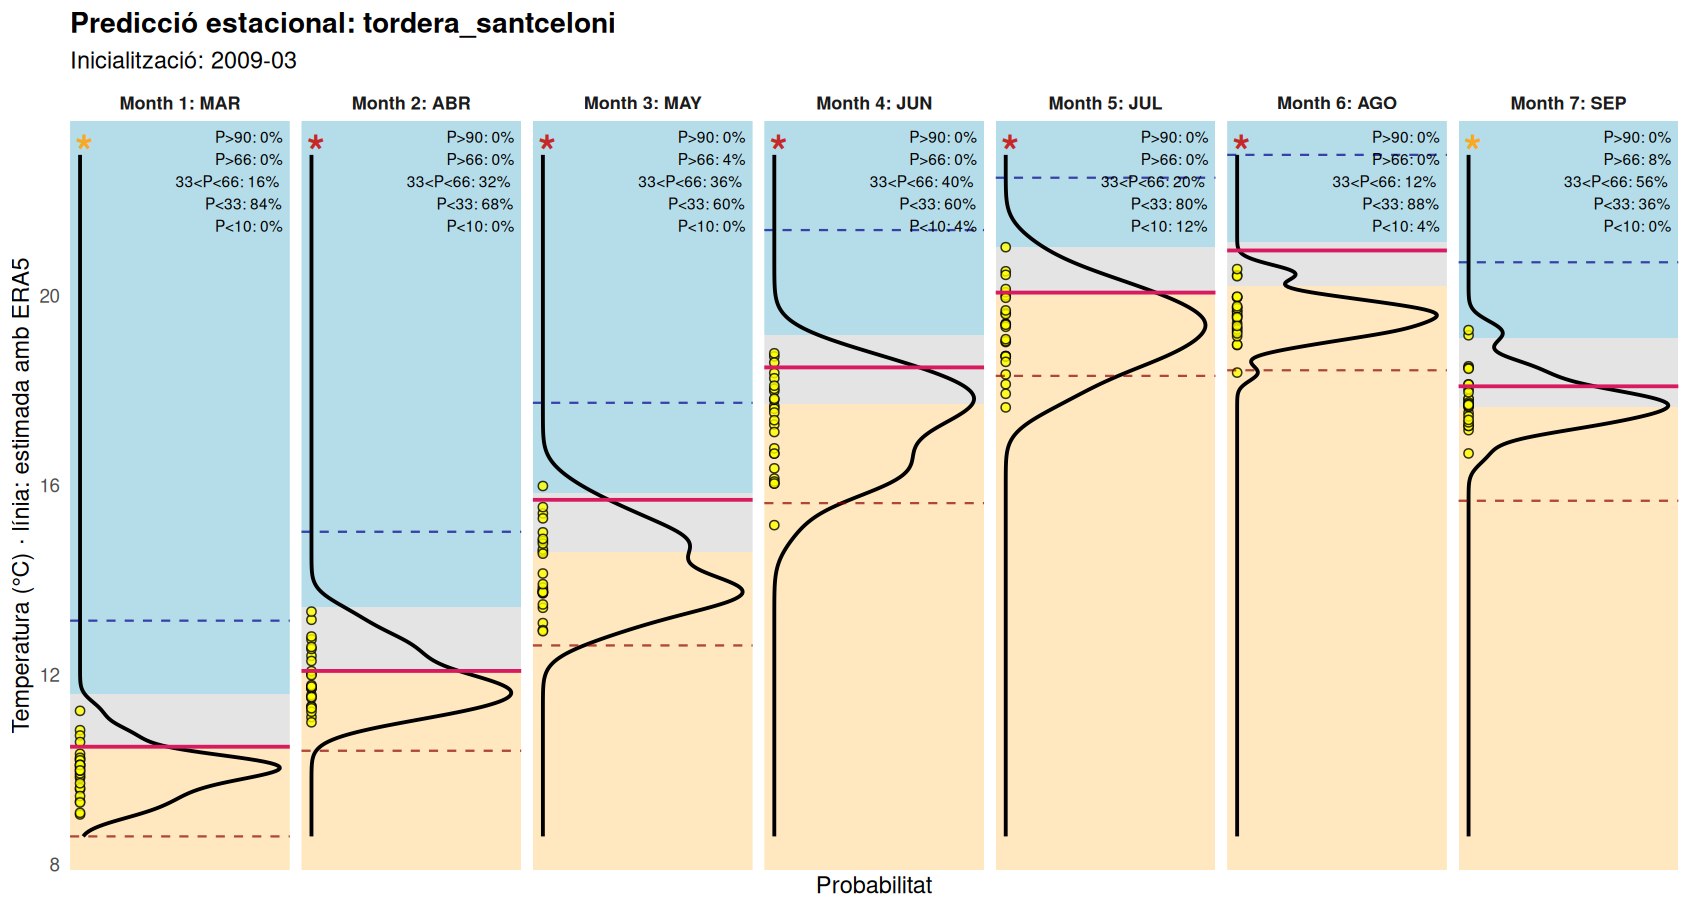 Predicció estacional: tordera_santceloni
Inicialització: 2009-03
Month 1: MAR
Month 2: ABR
Month 3: MAY
Month 4: JUN
Month 5: JUL
Month 6: AGO
Month 7: SEP
*
P>90: 0%
P>66: 0%
33<P<66: 16%
P<33: 84%
P<10: 0%
*
P>90: 0%
P>66: 0%
33<P<66: 32%
P<33: 68%
P<10: 0%
*
P>90: 0%
P>66: 4%
33<P<66: 36%
P<33: 60%
P<10: 0%
*
P>90: 0%
P>66: 0%
33<P<66: 40%
P<33: 60%
P<10: 4%
*
P>90: 0%
P>66: 0%
33<P<66: 20%
P<33: 80%
P<10: 12%
*
P>90: 0%
P>66: 0%
33<P<66: 12%
P<33: 88%
P<10: 4%
*
P>90: 0%
P>66: 8%
33<P<66: 56%
P<33: 36%
P<10: 0%
Temperatura (°C) · línia: estimada amb ERA5
20
16
12
8
Probabilitat